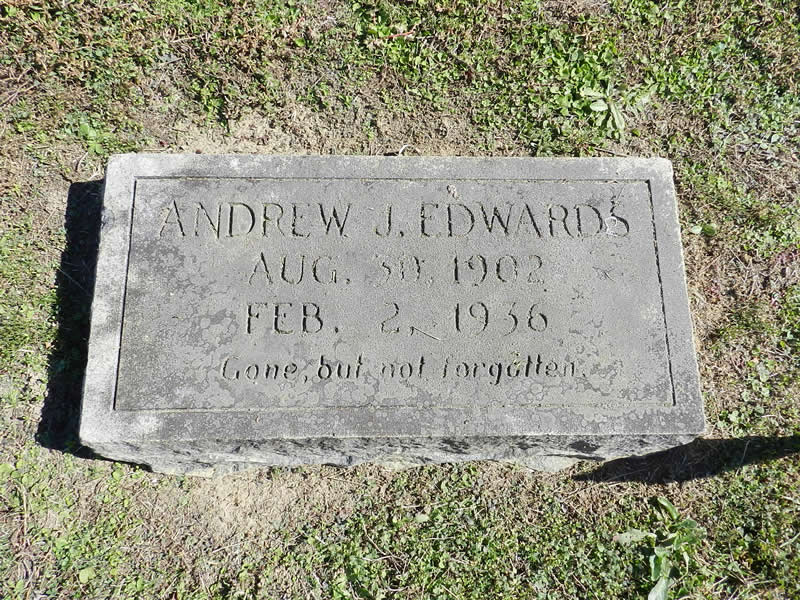 ANDREW J. EDWARDS
AUG. 30, 1902
FEB. 2, 1936
Gone, but not forgotten.